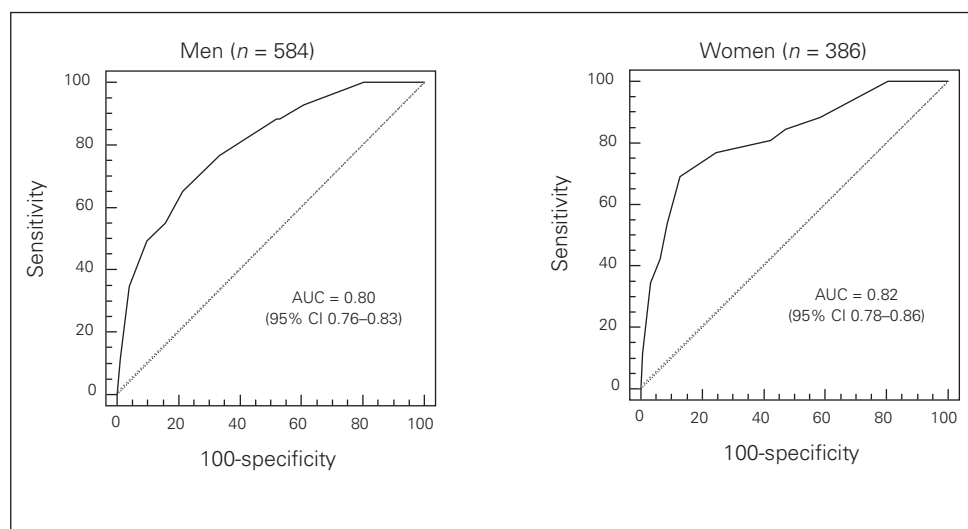 Men (n = 584)
100
80
60
40
20
0
Sensitivity
AUC = 0.80
(95% CI 0.76–0.83)
0 20 40 60 80 100
100-specificity
Women (n = 386)
100
80
60
40
20
0
Sensitivity
AUC = 0.82
(95% CI 0.78–0.86)
0 20 40 60 80 100
100-specificity